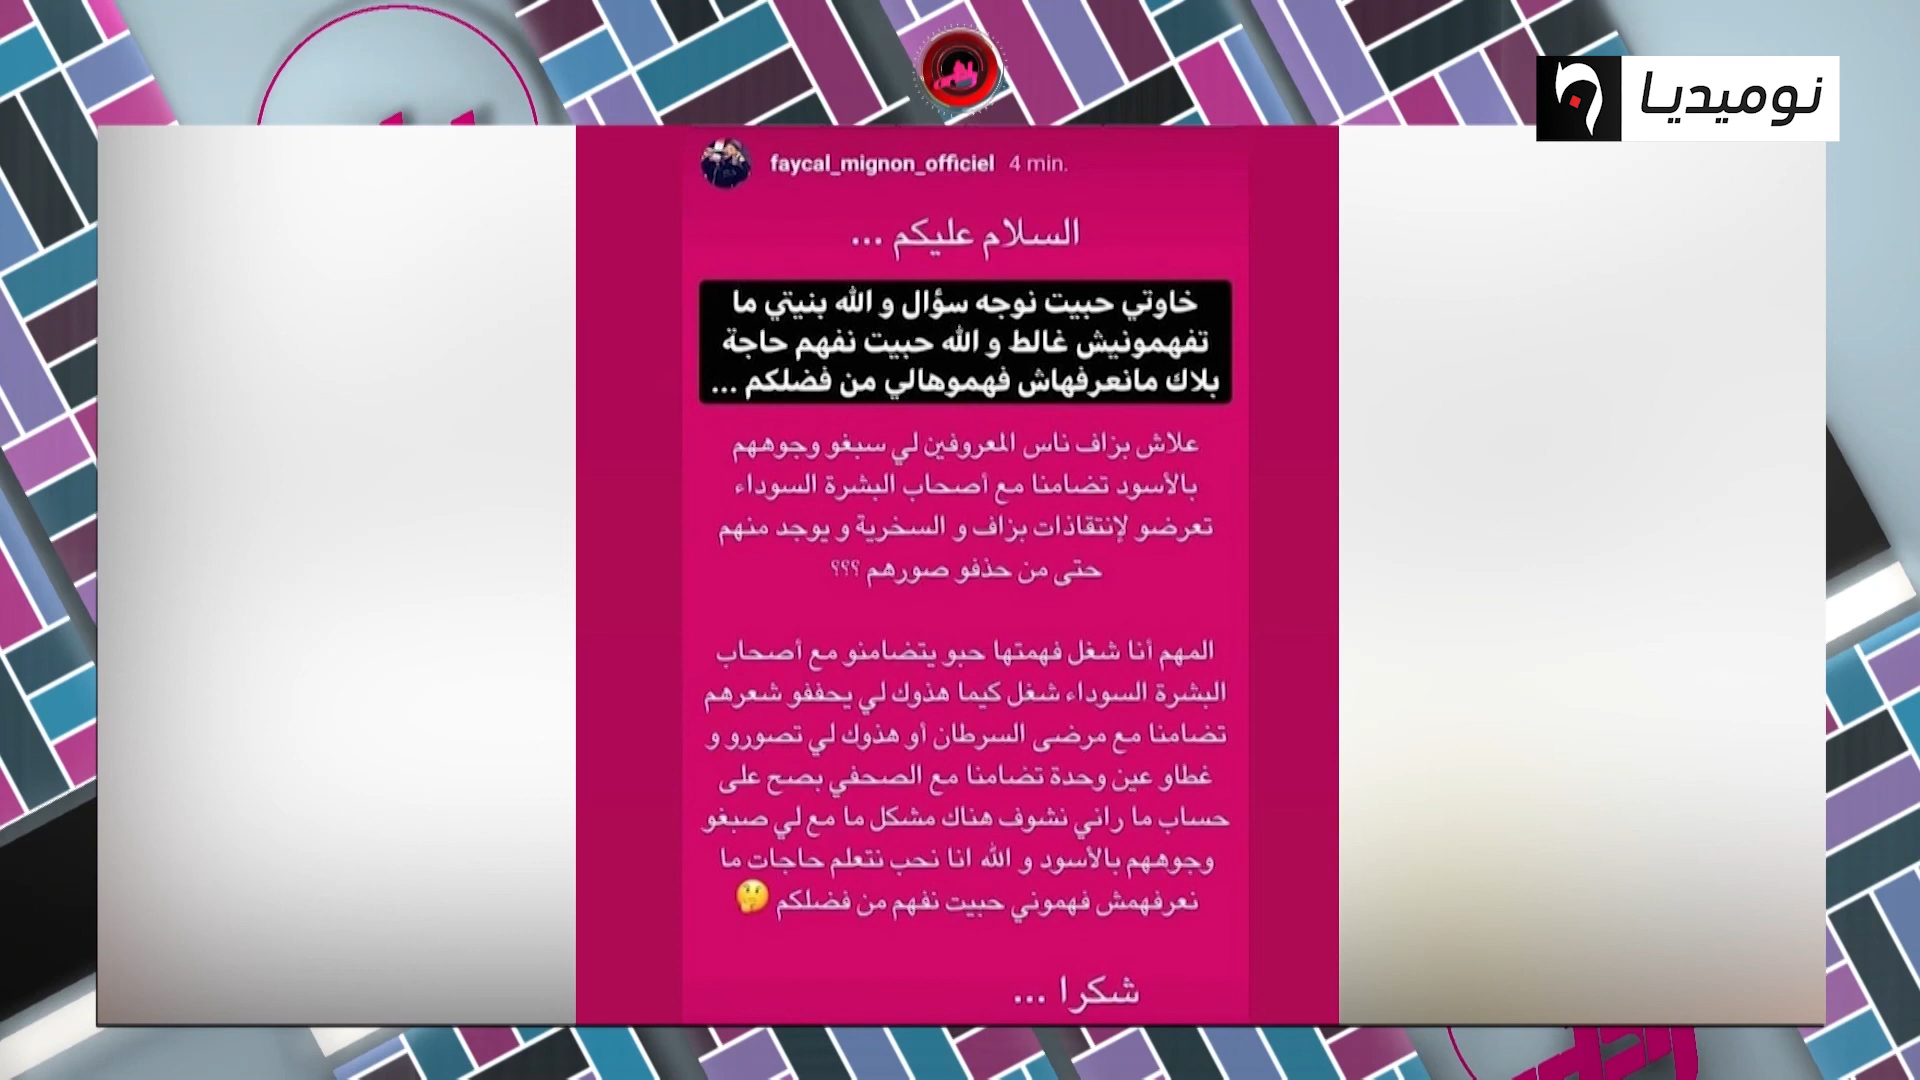 نوميديا
faycal_mignon_officiel 4 min.
السلام عليكم ...
خاوتي حبيت نوجه سؤال و الله بنيتي ما
تفهمونيش غالط و الله حبيت نفهم حاجة
بلاك مانعرفهاش فهموهالي من فضلكم ...
علاش بزاف ناس المعروفين لي سبغو وجوههم
بالأسود تضامنا مع أصحاب البشرة السوداء
تعرضو لإنتقاذات بزاف و السخرية و يوجد منهم
حتى من حذفو صورهم ؟؟؟
المهم أنا شغل فهمتها حبو يتضامنو مع أصحاب
البشرة السوداء شغل كيما هذوك لي يحففو شعرهم
تضامنا مع مرضى السرطان أو هذوك لي تصورو و
غطاو عين وحدة تضامنا مع الصحفي بصح على
حساب ما راني نشوف هناك مشكل ما مع لي صبغو
وجوههم بالأسود و الله انا نحب نتعلم حاجات ما
نعرفهمش فهموني حبيت نفهم من فضلكم 🤔
شكرا ...